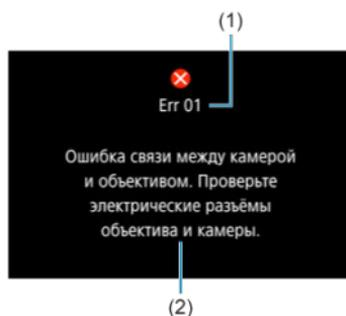 (1)
Err 01
Ошибка связи между камерой
и объективом. Проверьте
электрические разъёмы
объектива и камеры.
(2)